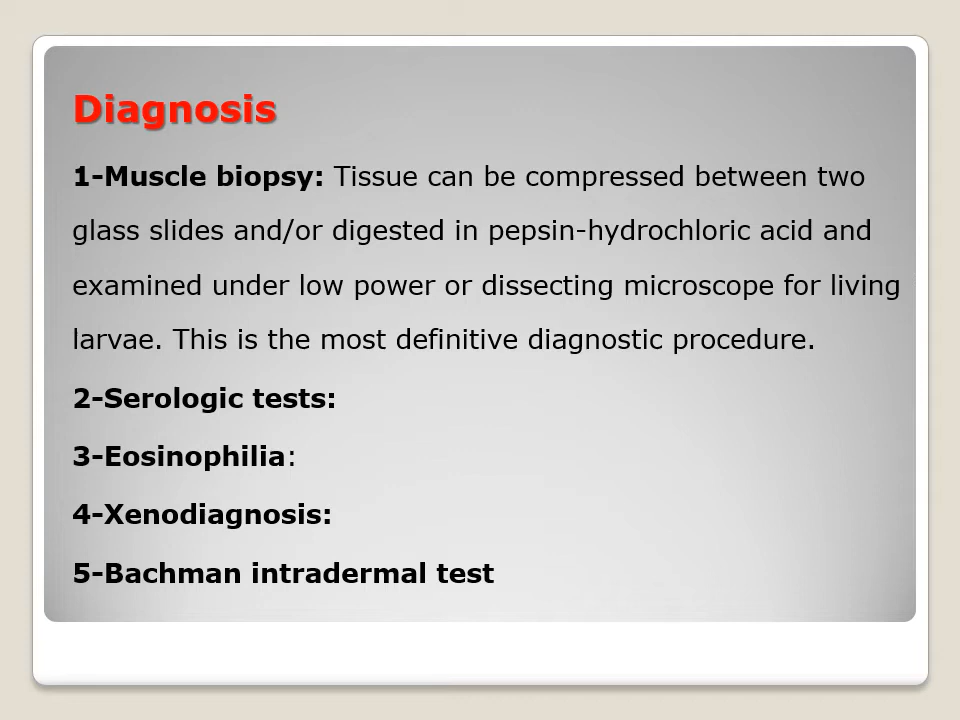 Diagnosis
1-Muscle biopsy: Tissue can be compressed between two
glass slides and/or digested in pepsin-hydrochloric acid and
examined under low power or dissecting microscope for living
larvae. This is the most definitive diagnostic procedure.
2-Serologic tests:
3-Eosinophilia:
4-Xenodiagnosis:
5-Bachman intradermal test